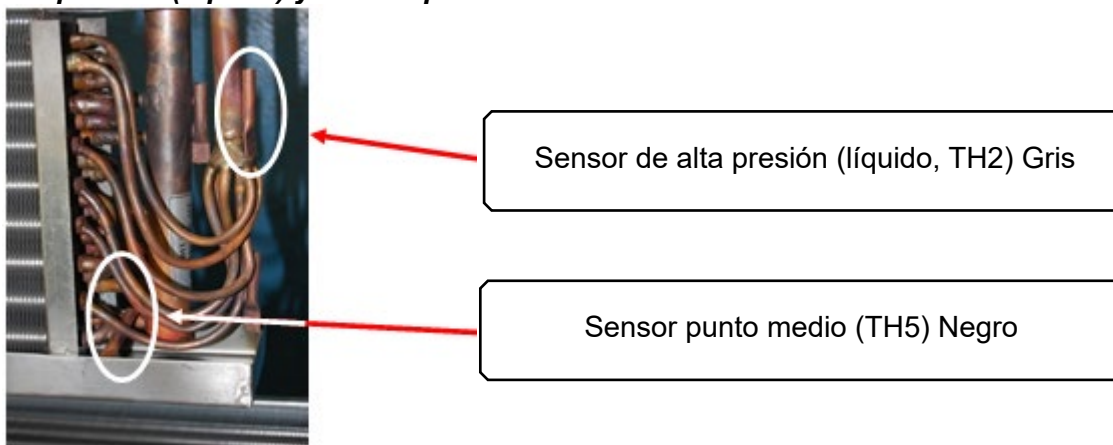 Sensor de alta presión (líquido, TH2) Gris
Sensor punto medio (TH5) Negro